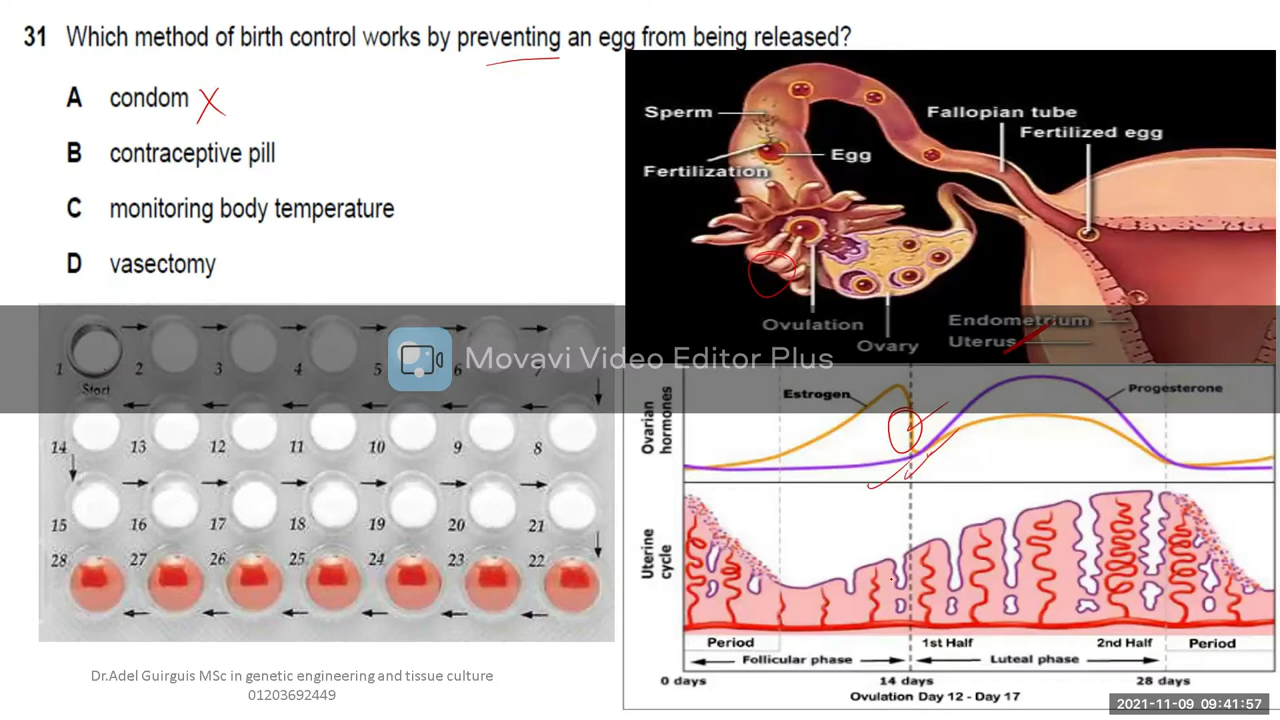 31 Which method of birth control works by preventing an egg from being released?
A condom
B contraceptive pill
C monitoring body temperature
D vasectomy
Sperm
Fallopian tube
Fertilized egg
Egg
Fertilization
Ovulation
Ovary
Endometrium
Uterus
1 2 3 4 5 6 7
Start
14 13 12 11 10 9 8
15 16 17 18 19 20 21
28 27 26 25 24 23 22
Movavi Video Editor Plus
Ovarian
hormones
Estrogen
Progesterone
Uterine
cycle
Period
1st Half
2nd Half
Period
Follicular phase
Luteal phase
0 days
14 days
28 days
Ovulation Day 12 - Day 17
Dr.Adel Guirguis MSc in genetic engineering and tissue culture
01203692449
2021-11-09 09:41:57